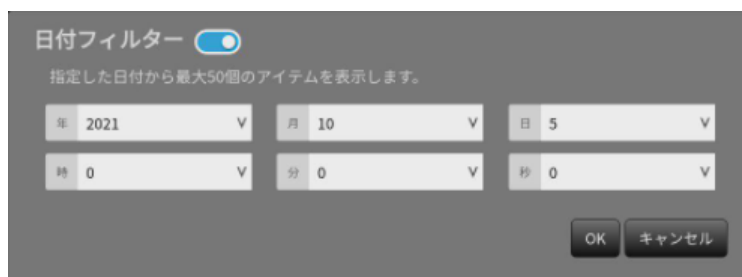 日付フィルター
指定した日付から最大50個のアイテムを表示します。
年 2021 月 10 日 5
時 0 分 0 秒 0
OK キャンセル